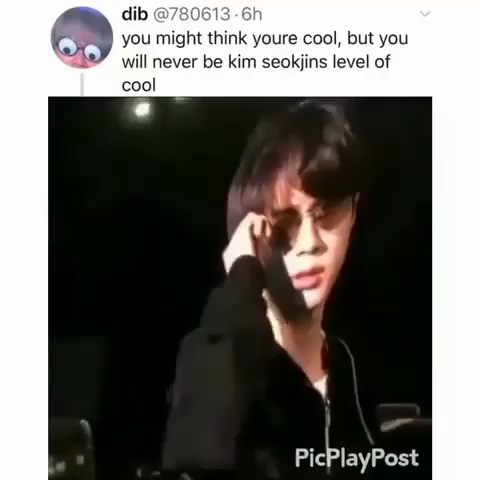 dib @780613·6h
you might think youre cool, but you
will never be kim seokjins level of
cool
PicPlayPost